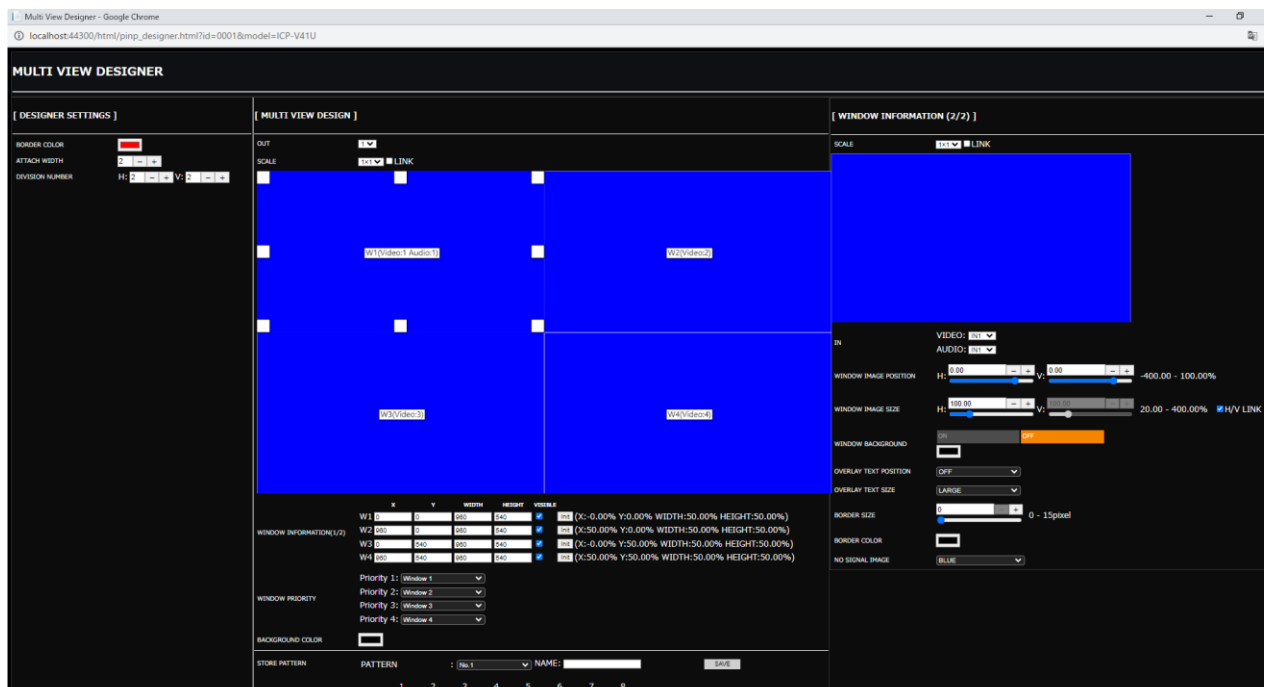 Multi View Designer - Google Chrome
localhost:44300/html/pinp_designer.html?id=0001&model=ICP-V41U
MULTI VIEW DESIGNER
[ DESIGNER SETTINGS ]
BORDER COLOR
ATTACH WIDTH 2 − +
DIVISION NUMBER H: 2 − + V: 2 − +
[ MULTI VIEW DESIGN ]
OUT 1
SCALE 1x1 LINK
W1(Video:1 Audio:1)
W2(Video:2)
W3(Video:3)
W4(Video:4)
X Y WIDTH HEIGHT VISIBLE
WINDOW INFORMATION(1/2)
W1 0 0 960 540 Init (X:-0.00% Y:0.00% WIDTH:50.00% HEIGHT:50.00%)
W2 960 0 960 540 Init (X:50.00% Y:0.00% WIDTH:50.00% HEIGHT:50.00%)
W3 0 540 960 540 Init (X:-0.00% Y:50.00% WIDTH:50.00% HEIGHT:50.00%)
W4 960 540 960 540 Init (X:50.00% Y:50.00% WIDTH:50.00% HEIGHT:50.00%)
WINDOW PRIORITY
Priority 1: Window 1
Priority 2: Window 2
Priority 3: Window 3
Priority 4: Window 4
BACKGROUND COLOR
STORE PATTERN PATTERN : No.1 NAME: SAVE
1 2 3 4 5 6 7 8
[ WINDOW INFORMATION (2/2) ]
SCALE 1x1 LINK
IN
VIDEO: IN1
AUDIO: IN1
WINDOW IMAGE POSITION H: 0.00 − + V: 0.00 − + -400.00 - 100.00%
WINDOW IMAGE SIZE H: 100.00 − + V: 100.00 − + 20.00 - 400.00% H/V LINK
WINDOW BACKGROUND ON OFF
OVERLAY TEXT POSITION OFF
OVERLAY TEXT SIZE LARGE
BORDER SIZE 0 − + 0 - 15pixel
BORDER COLOR
NO SIGNAL IMAGE BLUE